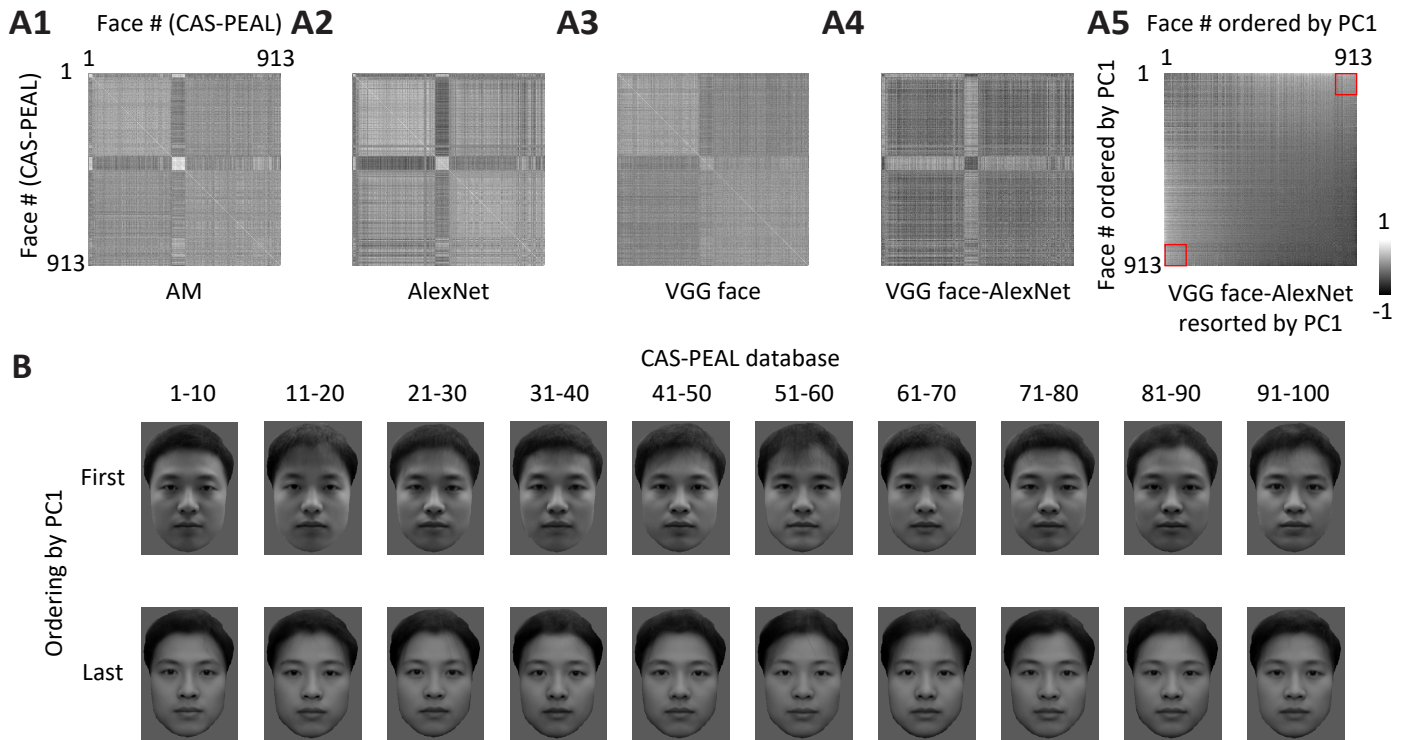 A1
Face # (CAS-PEAL)
A2
A3
A4
A5
Face # ordered by PC1
1
913
1
913
Face # (CAS-PEAL)
1
913
AM
AlexNet
VGG face
VGG face-AlexNet
1
913
Face # ordered by PC1
VGG face-AlexNet
resorted by PC1
1
-1
B
CAS-PEAL database
1-10
11-20
21-30
31-40
41-50
51-60
61-70
71-80
81-90
91-100
Ordering by PC1
First
Last